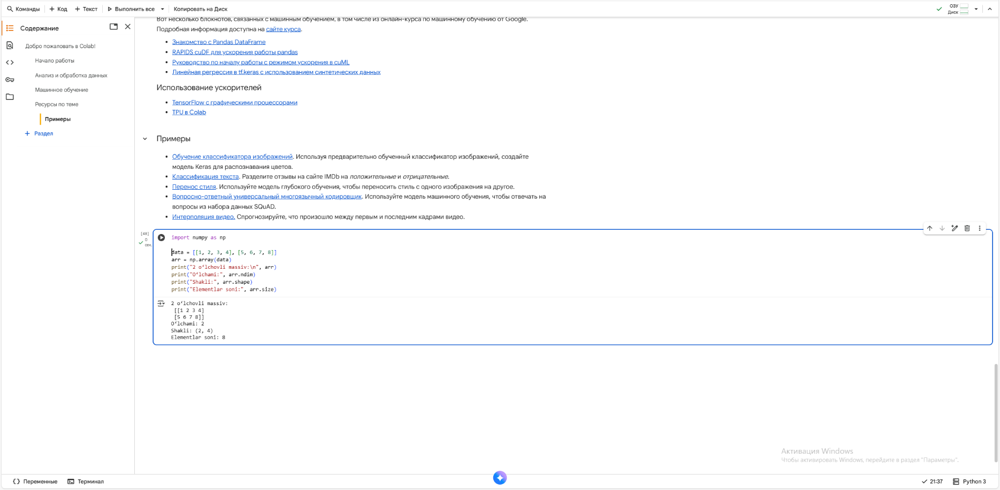 Команды
+ Код
+ Текст
Выполнить все
Копировать на Диск
ОЗУ
Диск
Содержание
Добро пожаловать в Colab!
Начало работы
Анализ и обработка данных
Машинное обучение
Ресурсы по теме
Примеры
+ Раздел
Вот несколько блокнотов, связанных с машинным обучением, в том числе из онлайн-курса по машинному обучению от Google.
Подробная информация доступна на сайте курса.
• Знакомство с Pandas DataFrame
• RAPIDS cuDF для ускорения работы pandas
• Руководство по началу работы с режимом ускорения в cuML
• Линейная регрессия в tf.keras с использованием синтетических данных
Использование ускорителей
• TensorFlow с графическими процессорами
• TPU в Colab
Примеры
• Обучение классификатора изображений. Используя предварительно обученный классификатор изображений, создайте
модель Keras для распознавания цветов.
• Классификация текста. Разделите отзывы на сайте IMDb на положительные и отрицательные.
• Перенос стиля. Используйте модель глубокого обучения, чтобы переносить стиль с одного изображения на другое.
• Вопросно-ответный универсальный многоязычный кодировщик. Используйте модель машинного обучения, чтобы отвечать на
вопросы из набора данных SQuAD.
• Интерполяция видео. Спрогнозируйте, что произошло между первым и последним кадрами видео.
[48]
0
сек.
import numpy as np
data = [[1, 2, 3, 4], [5, 6, 7, 8]]
arr = np.array(data)
print("2 o‘lchovli massiv:\n", arr)
print("O‘lchami:", arr.ndim)
print("Shakli:", arr.shape)
print("Elementlar soni:", arr.size)
2 o‘lchovli massiv:
[[1 2 3 4]
[5 6 7 8]]
O‘lchami: 2
Shakli: (2, 4)
Elementlar soni: 8
Активация Windows
Чтобы активировать Windows, перейдите в раздел "Параметры".
Переменные
Терминал
21:37
Python 3